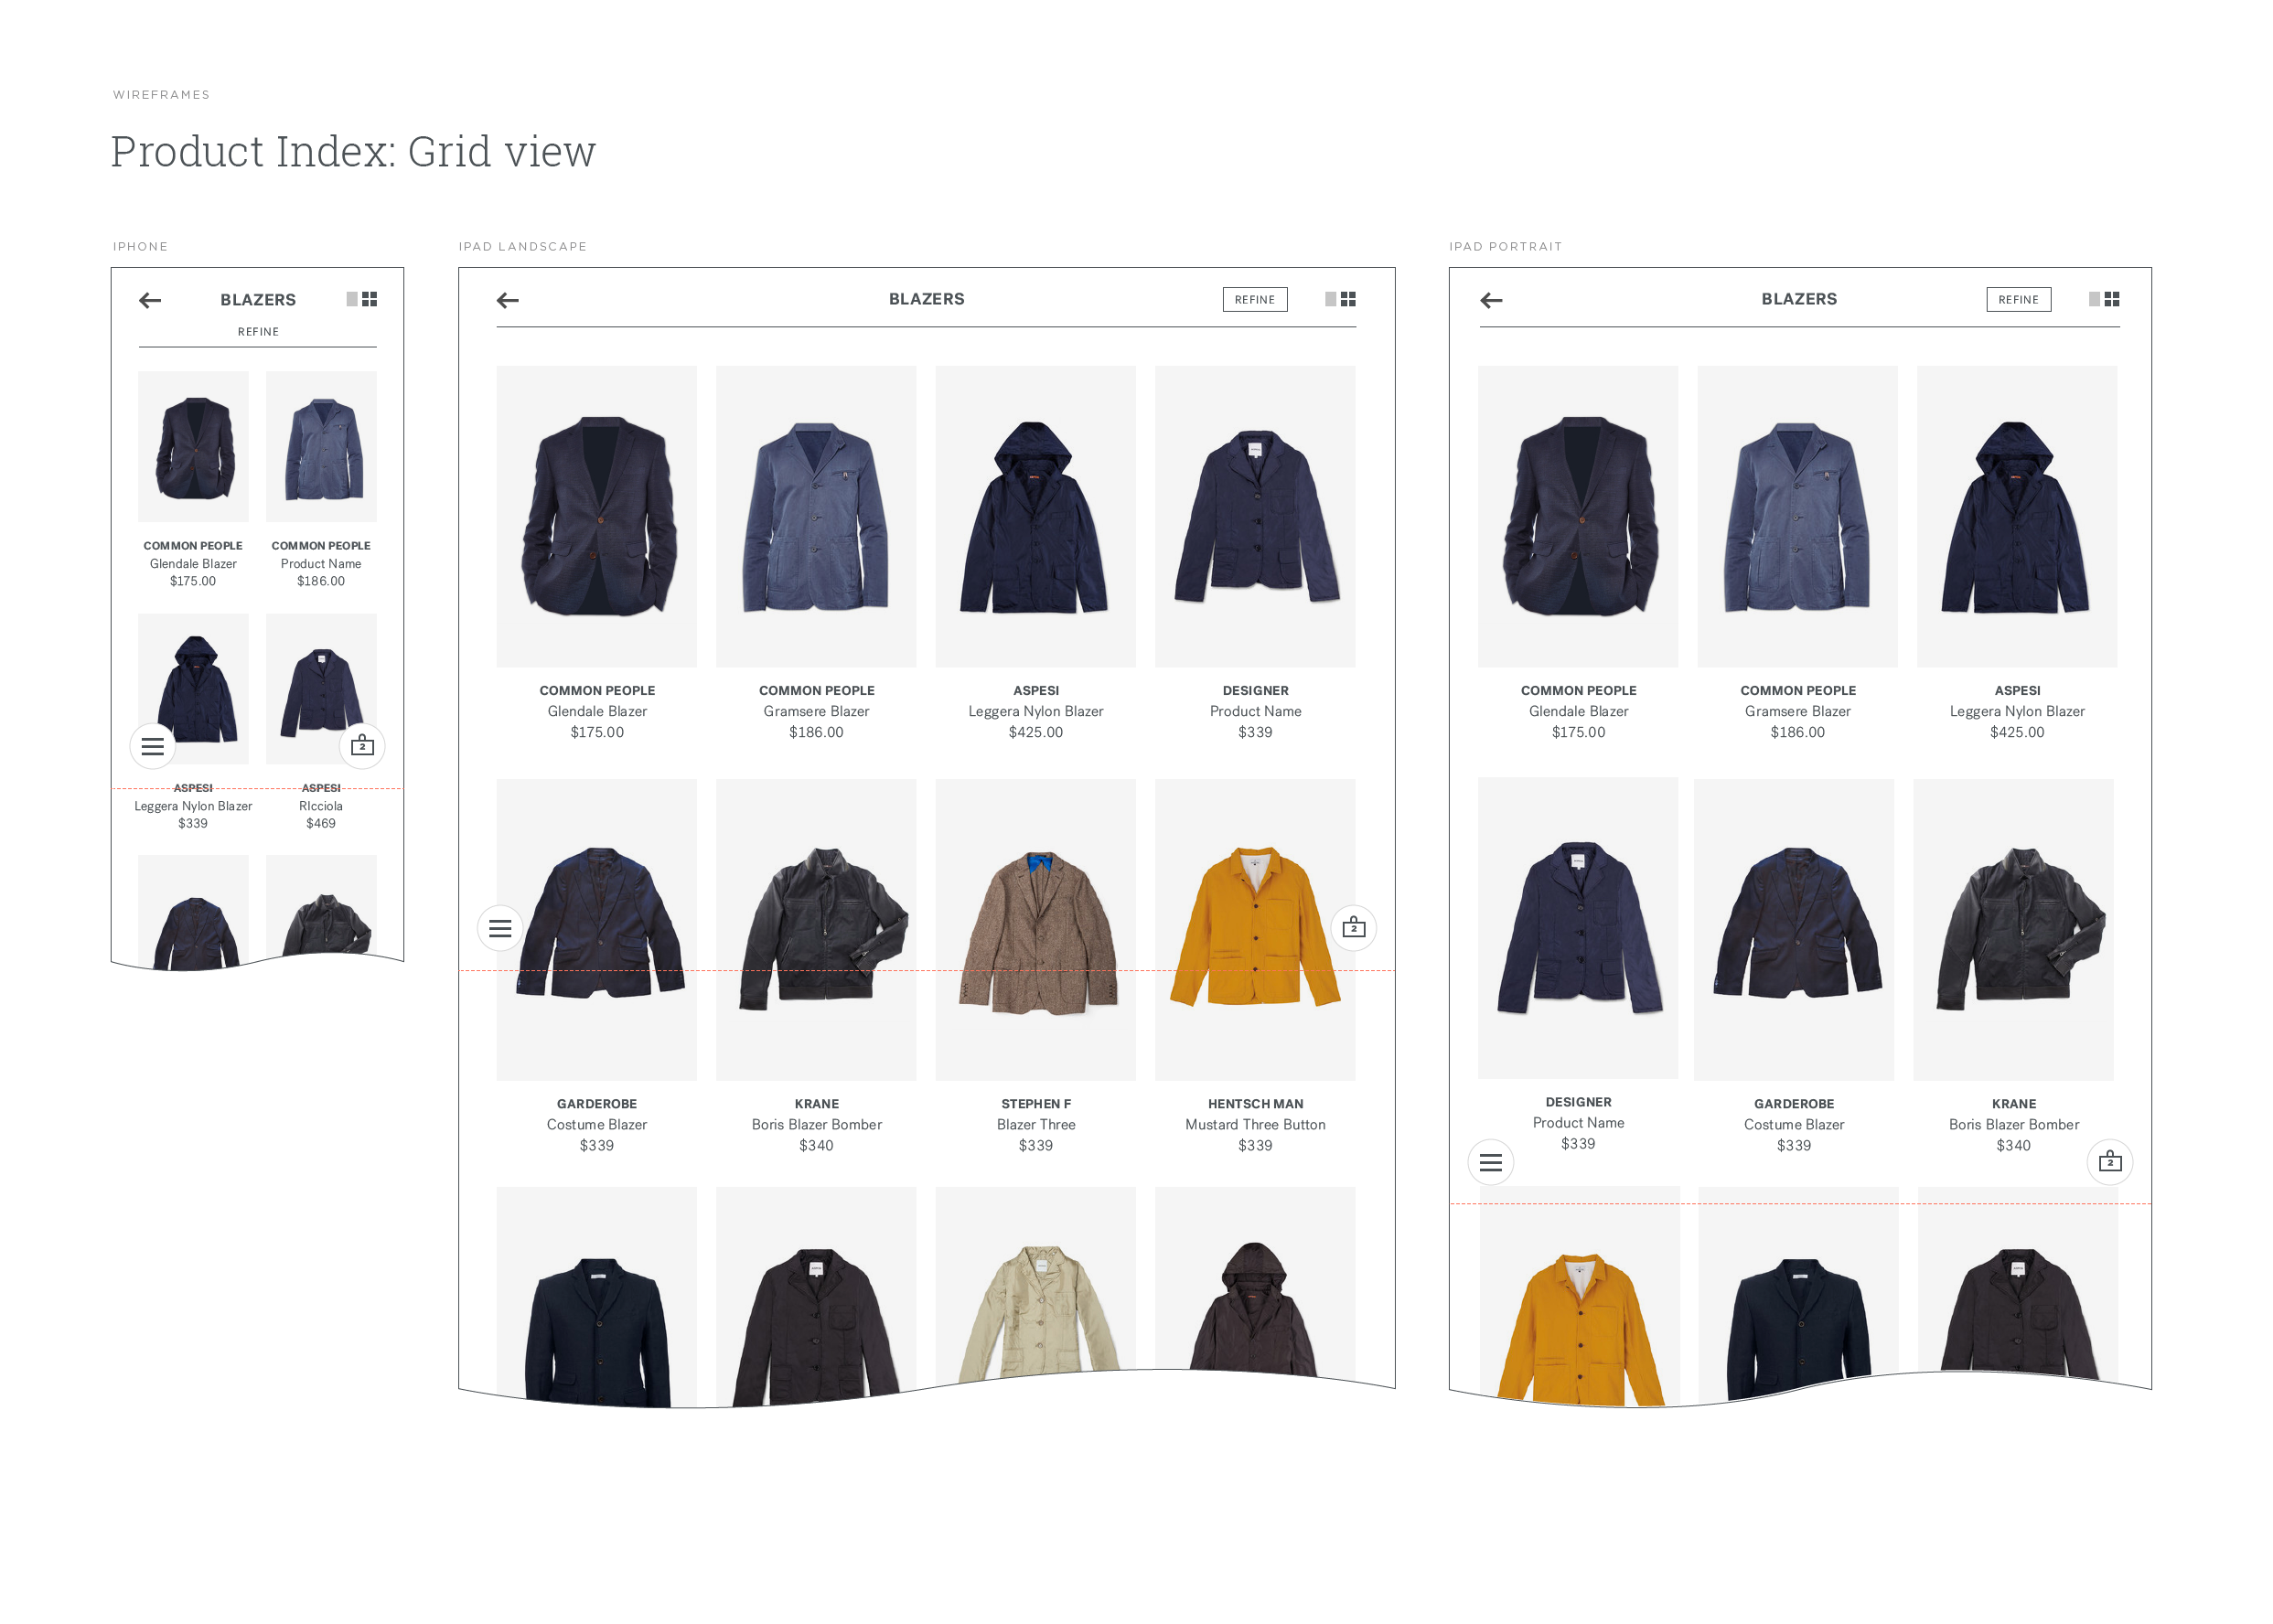 WIREFRAMES
Product Index: Grid view
IPHONE
BLAZERS
REFINE
COMMON PEOPLE
Glendale Blazer
$175.00
COMMON PEOPLE
Product Name
$186.00
2
ASPESI
Leggera Nylon Blazer
$339
ASPESI
RIcciola
$469
IPAD LANDSCAPE
BLAZERS
REFINE
COMMON PEOPLE
Glendale Blazer
$175.00
COMMON PEOPLE
Gramsere Blazer
$186.00
ASPESI
Leggera Nylon Blazer
$425.00
DESIGNER
Product Name
$339
2
GARDEROBE
Costume Blazer
$339
KRANE
Boris Blazer Bomber
$340
STEPHEN F
Blazer Three
$339
HENTSCH MAN
Mustard Three Button
$339
IPAD PORTRAIT
BLAZERS
REFINE
COMMON PEOPLE
Glendale Blazer
$175.00
COMMON PEOPLE
Gramsere Blazer
$186.00
ASPESI
Leggera Nylon Blazer
$425.00
DESIGNER
Product Name
$339
GARDEROBE
Costume Blazer
$339
KRANE
Boris Blazer Bomber
$340
2